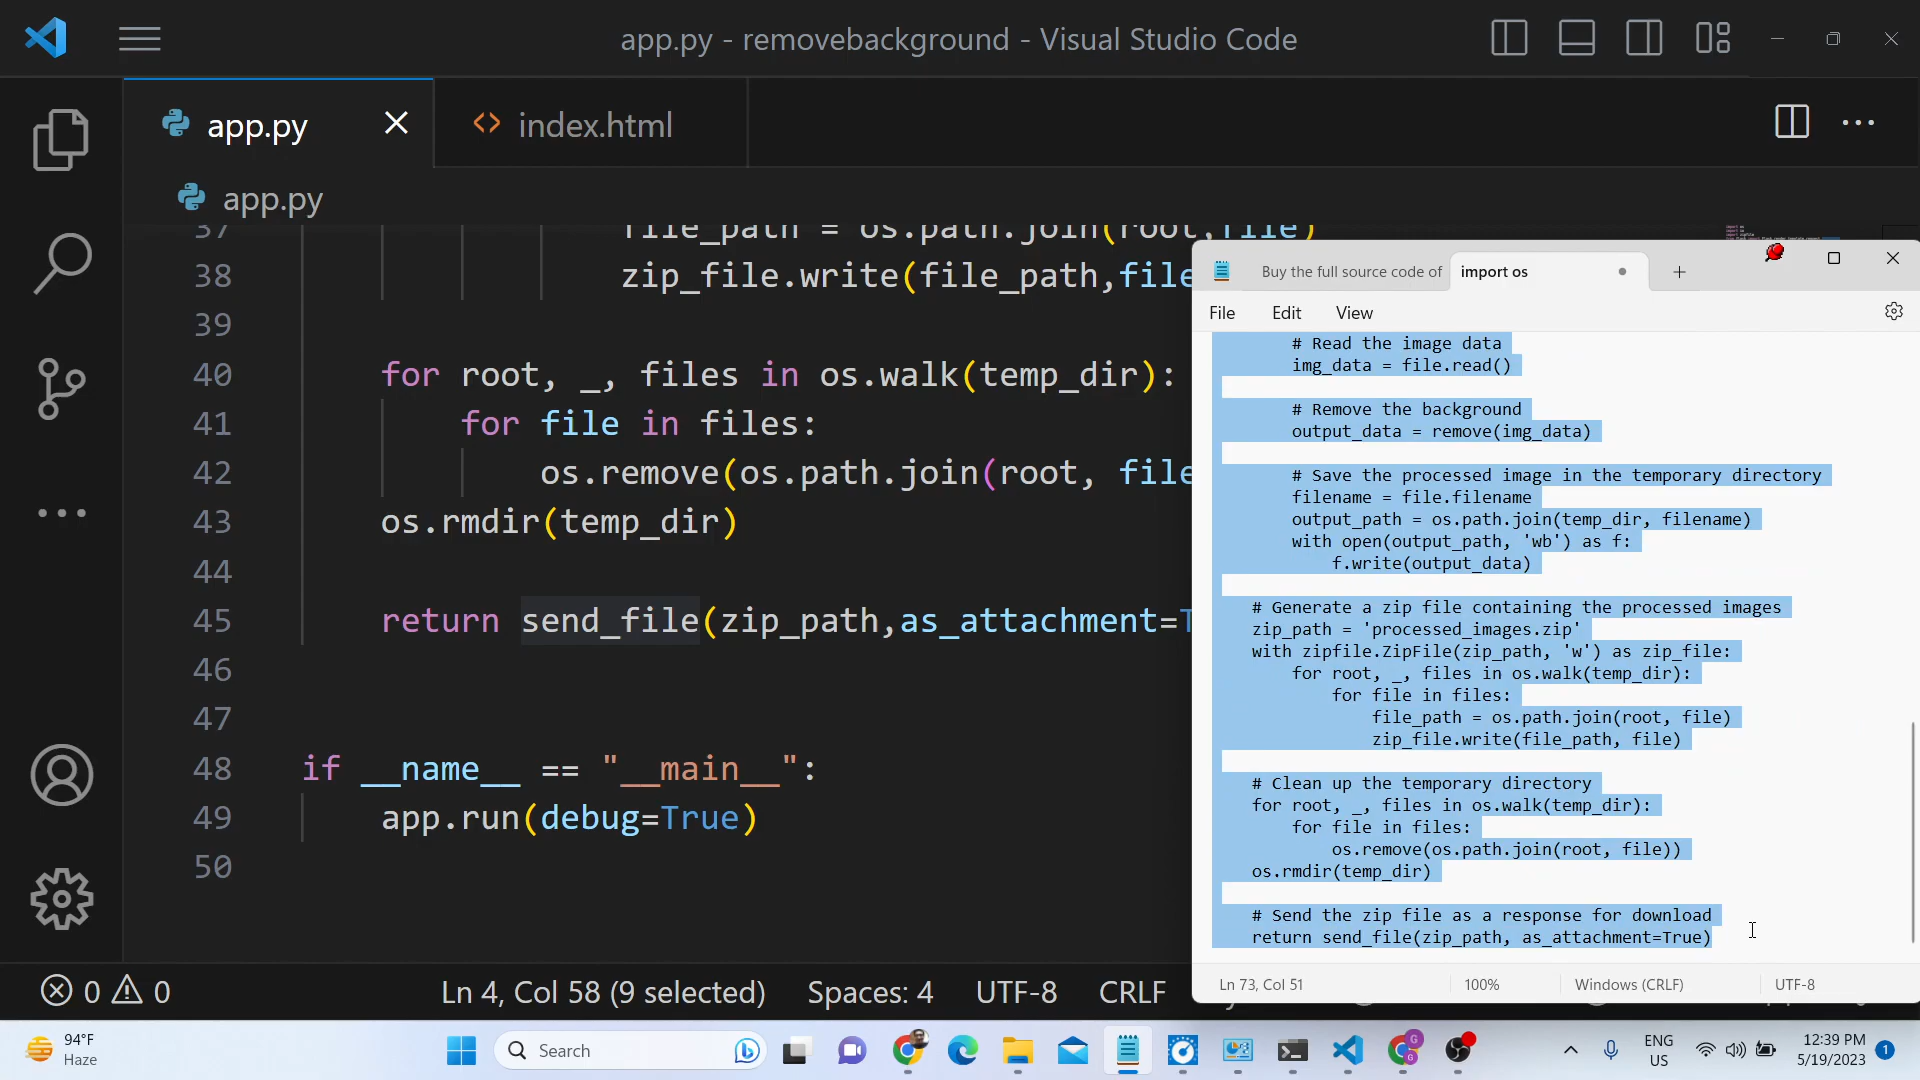 app.py - removebackground - Visual Studio Code
app.py
index.html
app.py
37 file_path = os.path.join(root,file)
38 zip_file.write(file_path,file
39
40 for root, _, files in os.walk(temp_dir):
41 for file in files:
42 os.remove(os.path.join(root, file
43 os.rmdir(temp_dir)
44
45 return send_file(zip_path,as_attachment=T
46
47
48 if __name__ == "__main__":
49 app.run(debug=True)
50
Buy the full source code of
import os
File Edit View
# Read the image data
img_data = file.read()
# Remove the background
output_data = remove(img_data)
# Save the processed image in the temporary directory
filename = file.filename
output_path = os.path.join(temp_dir, filename)
with open(output_path, 'wb') as f:
f.write(output_data)
# Generate a zip file containing the processed images
zip_path = 'processed_images.zip'
with zipfile.ZipFile(zip_path, 'w') as zip_file:
for root, _, files in os.walk(temp_dir):
for file in files:
file_path = os.path.join(root, file)
zip_file.write(file_path, file)
# Clean up the temporary directory
for root, _, files in os.walk(temp_dir):
for file in files:
os.remove(os.path.join(root, file))
os.rmdir(temp_dir)
# Send the zip file as a response for download
return send_file(zip_path, as_attachment=True)
Ln 73, Col 51 100% Windows (CRLF) UTF-8
0 0 Ln 4, Col 58 (9 selected) Spaces: 4 UTF-8 CRLF
94°F
Haze
Search
ENG
US
12:39 PM
5/19/2023
1